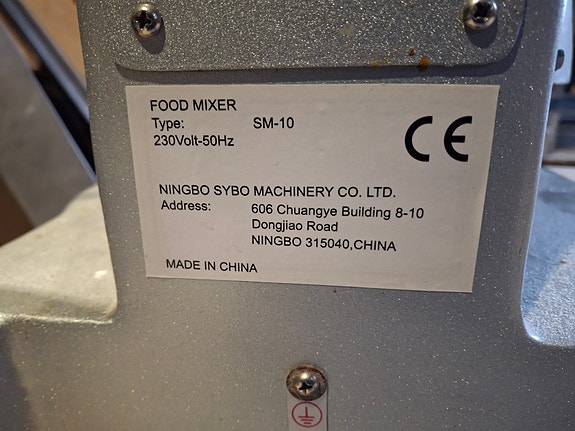 FOOD MIXER
Type: SM-10
230Volt-50Hz
CE
NINGBO SYBO MACHINERY CO. LTD.
Address: 606 Chuangye Building 8-10
Dongjiao Road
NINGBO 315040,CHINA
MADE IN CHINA